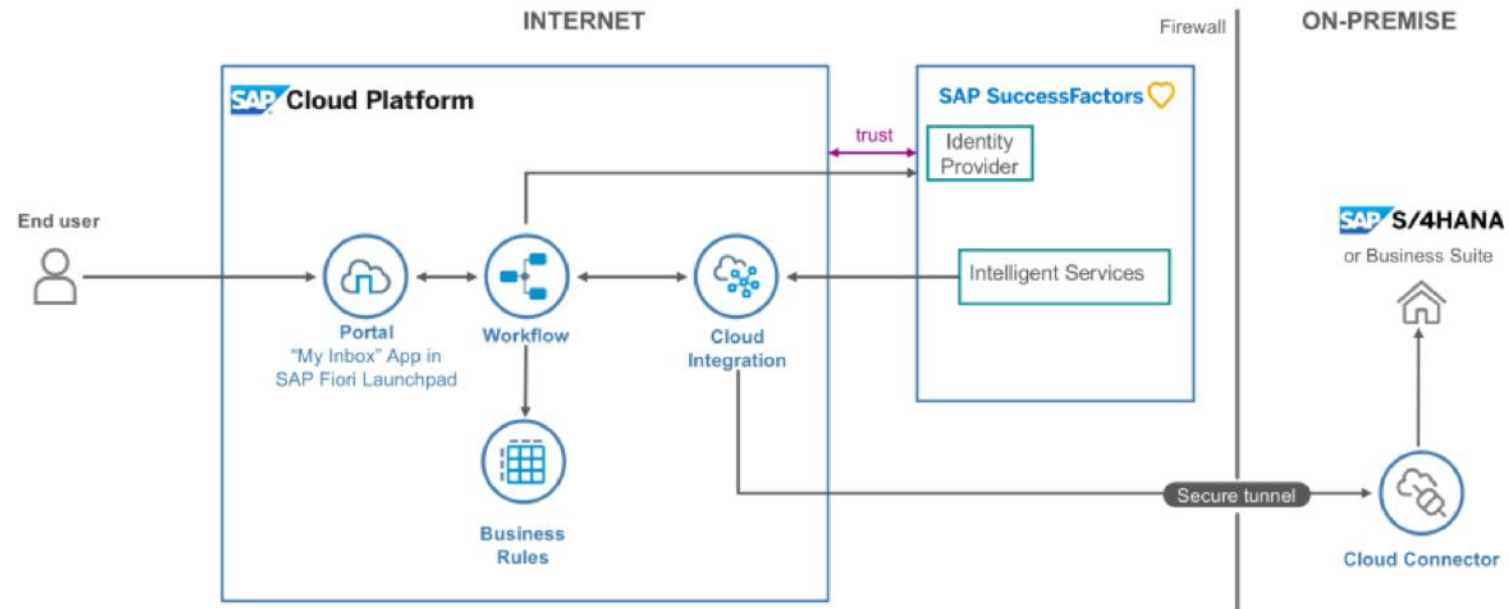 INTERNET
Firewall
ON-PREMISE
SAP Cloud Platform
SAP SuccessFactors
trust
Identity
Provider
End user
SAP S/4HANA
or Business Suite
Intelligent Services
Portal
"My Inbox" App in
SAP Fiori Launchpad
Workflow
Cloud
Integration
Secure tunnel
Business
Rules
Cloud Connector